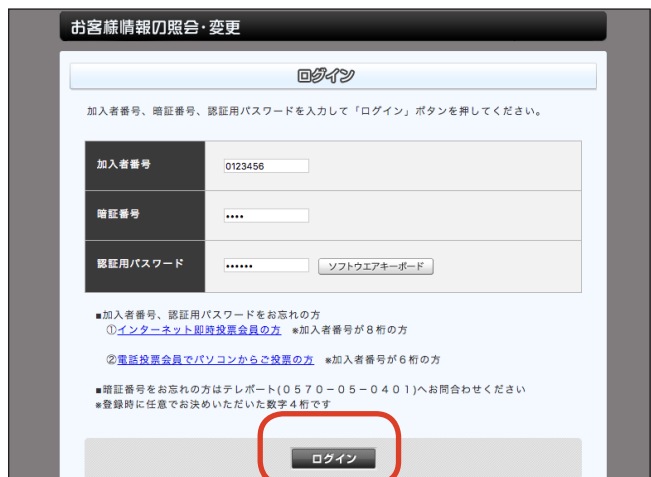 お客様情報の照会・変更
ログイン
加入者番号、暗証番号、認証用パスワードを入力して「ログイン」ボタンを押してください。
加入者番号
0123456
暗証番号
••••
認証用パスワード
••••••
ソフトウエアキーボード
■加入者番号、認証用パスワードをお忘れの方
①インターネット即時投票会員の方 ※加入者番号が８桁の方
②電話投票会員でパソコンからご投票の方 ※加入者番号が６桁の方
■暗証番号をお忘れの方はテレボート(０５７０－０５－０４０１)へお問合わせください
※登録時に任意でお決めいただいた数字４桁です
ログイン